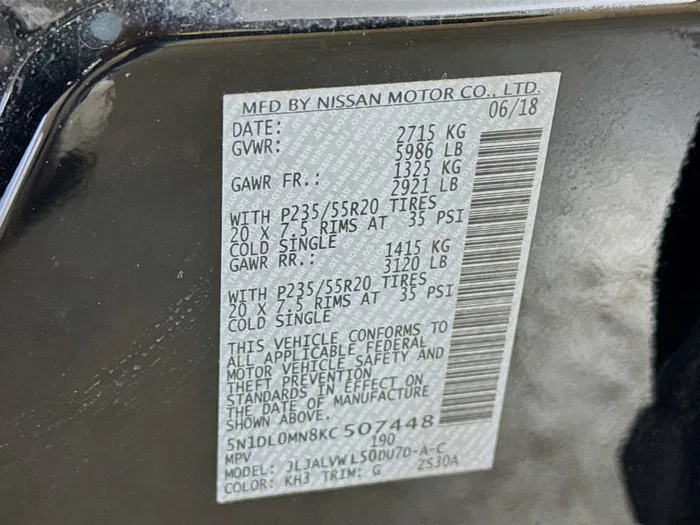 MFD BY NISSAN MOTOR CO., LTD.
DATE: 06/18
GVWR: 2715 KG
5986 LB
GAWR FR.: 1325 KG
2921 LB
WITH P235/55R20 TIRES
20 X 7.5 RIMS AT 35 PSI
COLD SINGLE
GAWR RR.: 1415 KG
3120 LB
WITH P235/55R20 TIRES
20 X 7.5 RIMS AT 35 PSI
COLD SINGLE
THIS VEHICLE CONFORMS TO
ALL APPLICABLE FEDERAL
MOTOR VEHICLE SAFETY AND
THEFT PREVENTION
STANDARDS IN EFFECT ON
THE DATE OF MANUFACTURE
SHOWN ABOVE.
5N1DL0MN8KC507448
MPV 190
MODEL: JLJALVWL50DU7D-A-C
COLOR: KH3 TRIM: G ZS30A